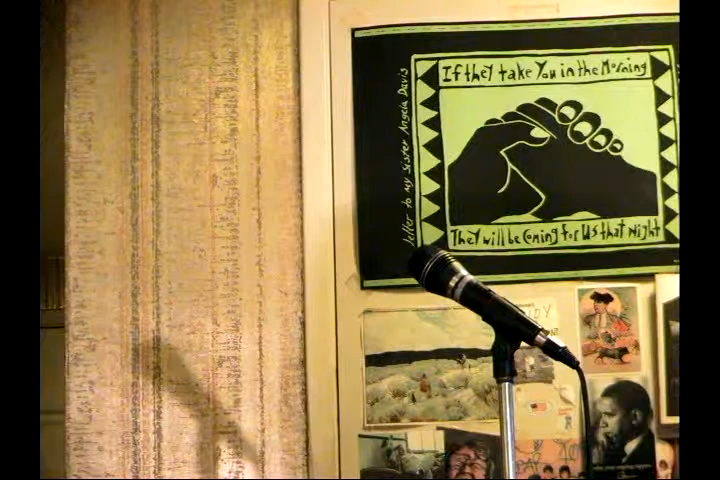 If they take You in the Morning
Letter to my Sister Angela Davis
They will be Coming for Us that Night